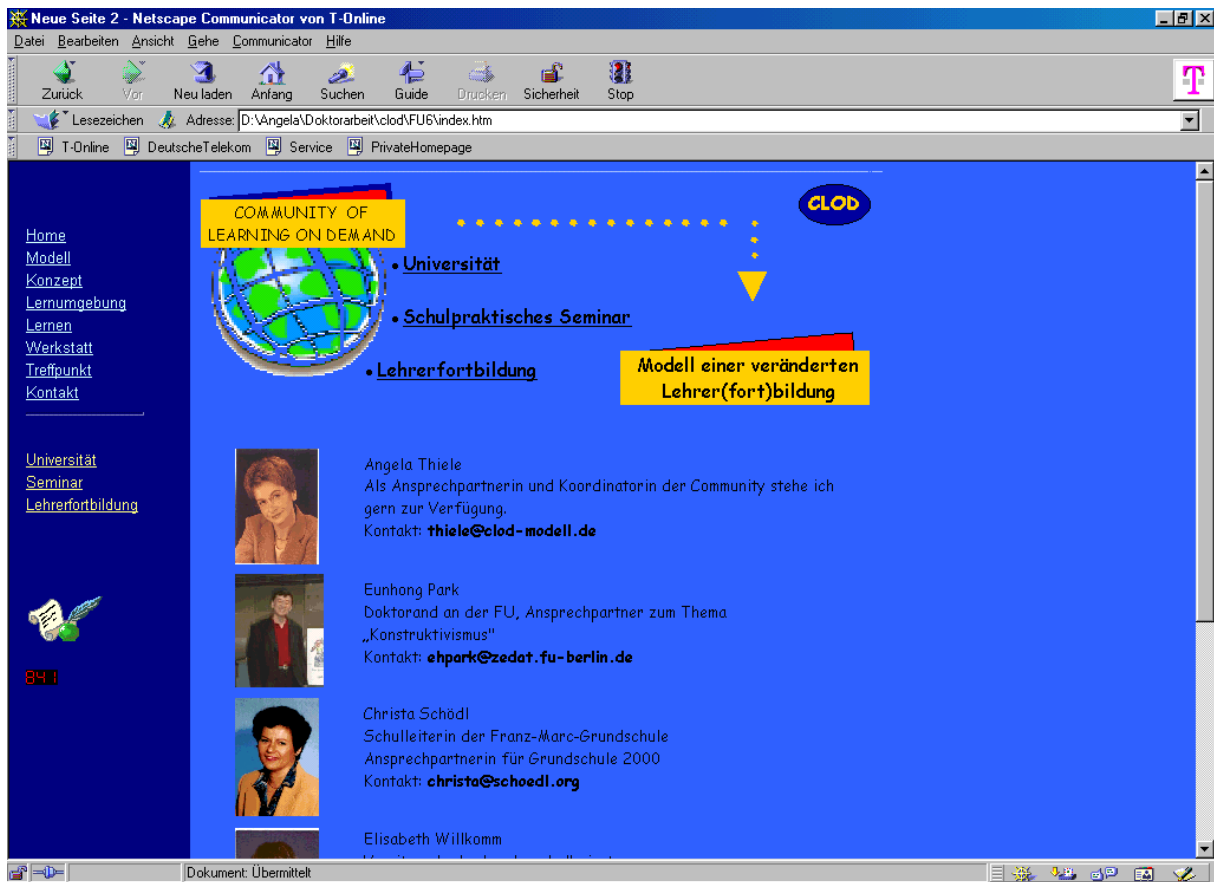 Neue Seite 2 - Netscape Communicator von T-Online
Datei Bearbeiten Ansicht Gehe Communicator Hilfe
Zurück Vor Neu laden Anfang Suchen Guide Drucken Sicherheit Stop
T
Lesezeichen Adresse: D:\Angela\Doktorarbeit\clod\FU6\index.htm
T-Online DeutscheTelekom Service PrivateHomepage
Home
Modell
Konzept
Lernumgebung
Lernen
Werkstatt
Treffpunkt
Kontakt
Universität
Seminar
Lehrerfortbildung
841
COMMUNITY OF
LEARNING ON DEMAND
CLOD
• Universität
• Schulpraktisches Seminar
• Lehrerfortbildung
Modell einer veränderten
Lehrer(fort)bildung
Angela Thiele
Als Ansprechpartnerin und Koordinatorin der Community stehe ich
gern zur Verfügung.
Kontakt: thiele@clod-modell.de
Eunhong Park
Doktorand an der FU, Ansprechpartner zum Thema
„Konstruktivismus"
Kontakt: ehpark@zedat.fu-berlin.de
Christa Schödl
Schulleiterin der Franz-Marc-Grundschule
Ansprechpartnerin für Grundschule 2000
Kontakt: christa@schoedl.org
Elisabeth Willkomm
Dokument: Übermittelt